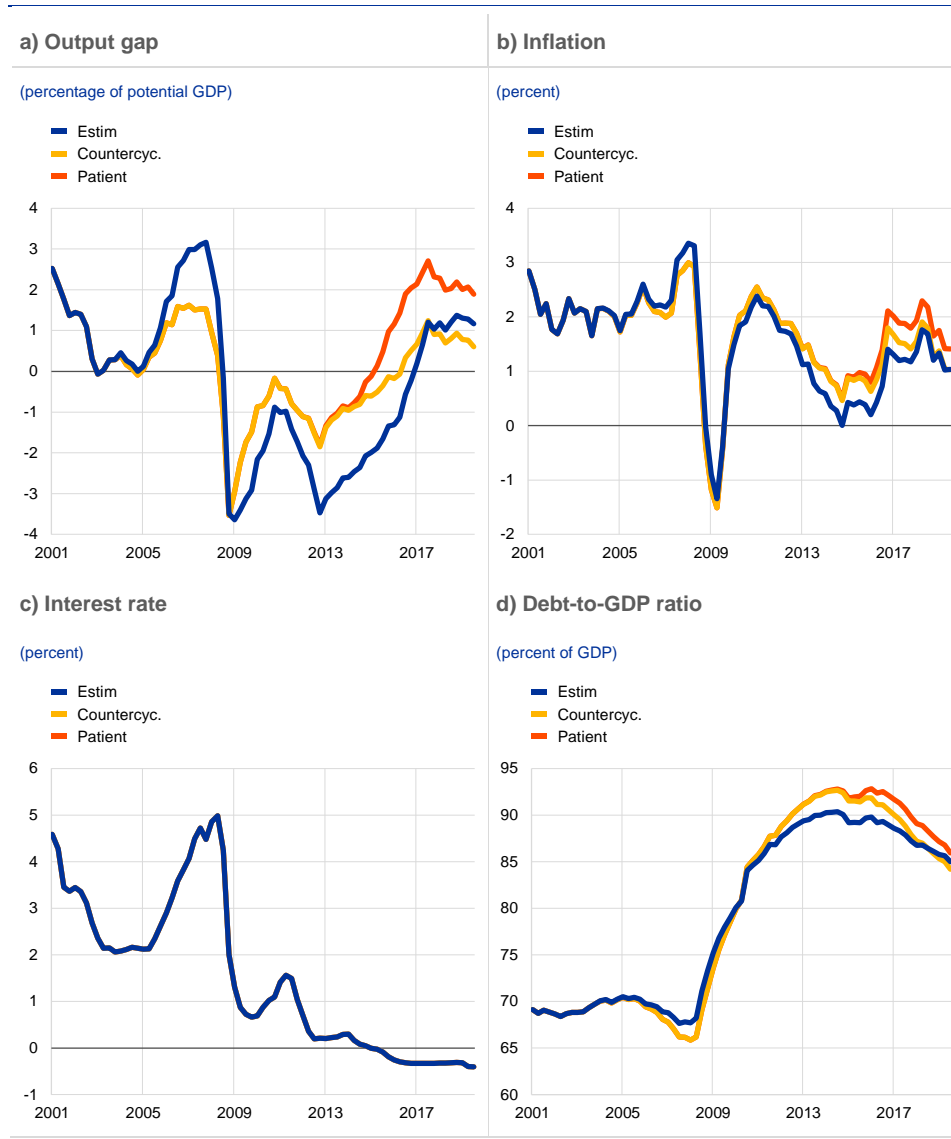 a) Output gap
(percentage of potential GDP)
Estim
Countercyc.
Patient
4
3
2
1
0
-1
-2
-3
-4
2001 2005 2009 2013 2017
b) Inflation
(percent)
Estim
Countercyc.
Patient
4
3
2
1
0
-1
-2
2001 2005 2009 2013 2017
c) Interest rate
(percent)
Estim
Countercyc.
Patient
6
5
4
3
2
1
0
-1
2001 2005 2009 2013 2017
d) Debt-to-GDP ratio
(percent of GDP)
Estim
Countercyc.
Patient
95
90
85
80
75
70
65
60
2001 2005 2009 2013 2017